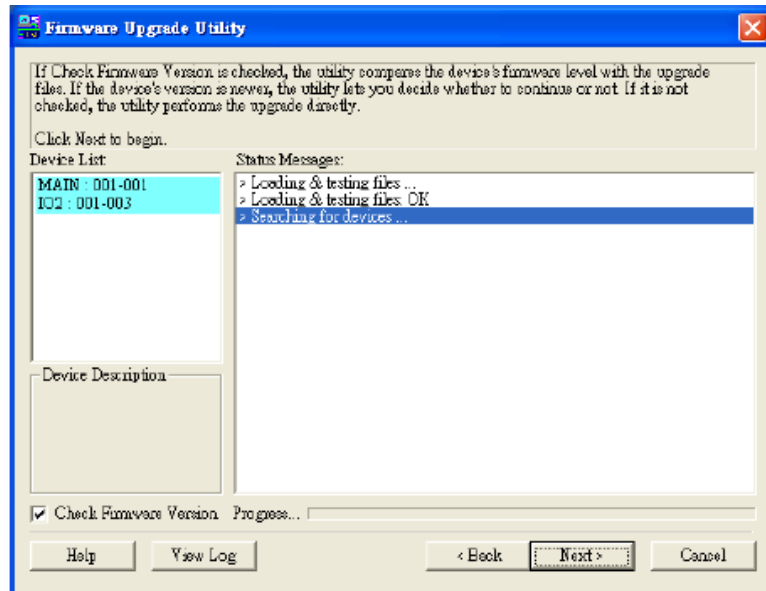 Firmware Upgrade Utility
If Check Firmware Version is checked, the utility compares the device's firmware level with the upgrade
files. If the device's version is newer, the utility lets you decide whether to continue or not. If it is not
checked, the utility performs the upgrade directly.
Click Next to begin.
Device List:
MAIN : 001-001
IO2 : 001-003
Status Messages:
> Loading & testing files ...
> Loading & testing files: OK
> Searching for devices ...
Device Description
Check Firmware Version
Progress...
Help
View Log
< Back
Next >
Cancel